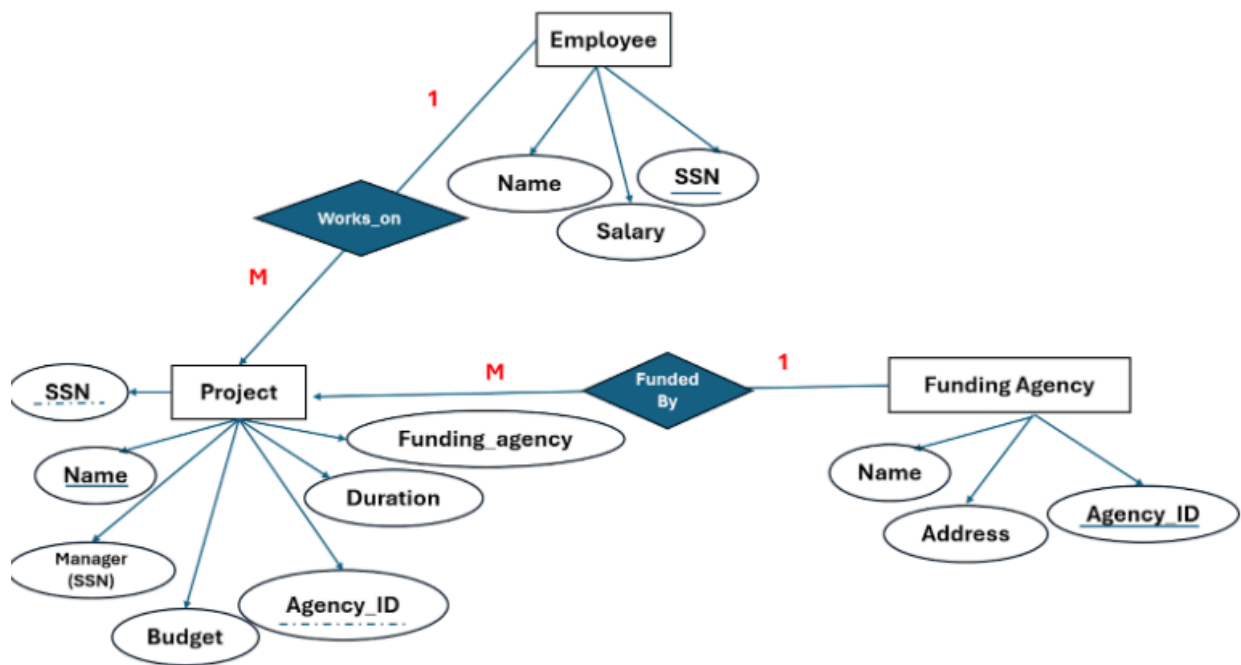 Employee
1
Name
SSN
Salary
Works_on
M
SSN
Project
M
Funded
By
1
Funding Agency
Funding_agency
Name
Duration
Name
Address
Agency_ID
Manager
(SSN)
Budget
Agency_ID